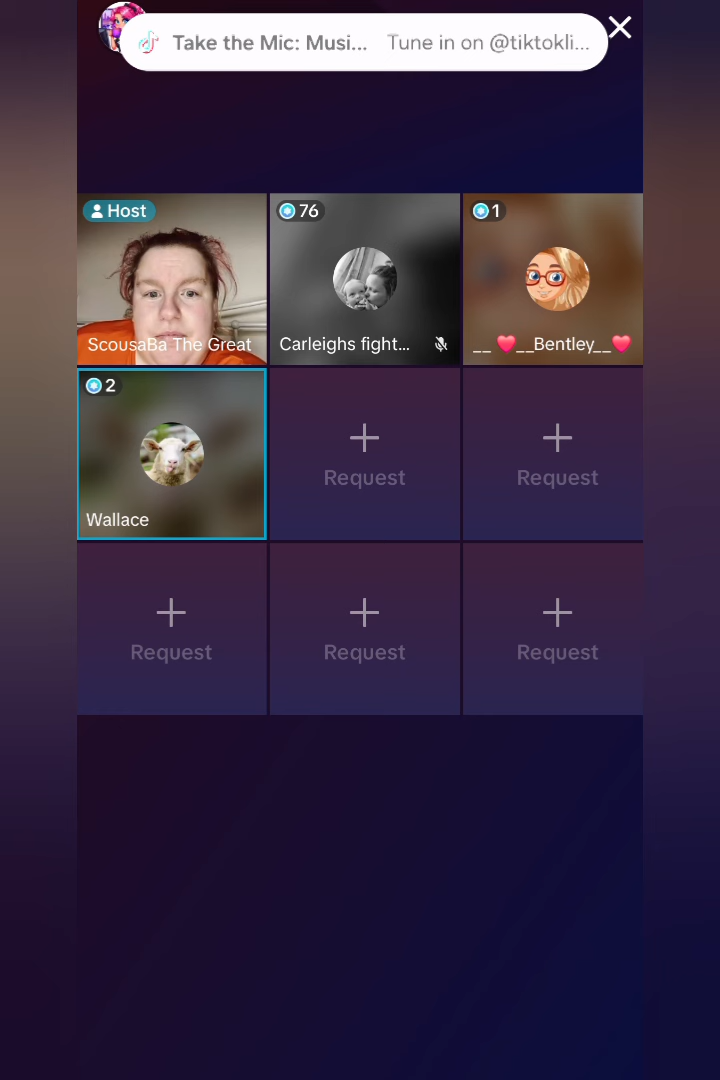 Take the Mic: Musi... Tune in on @tiktokli...
Host
76
1
ScousaBa The Great
Carleighs fight...
__ ❤️__Bentley__❤️
2
Wallace
Request
Request
Request
Request
Request